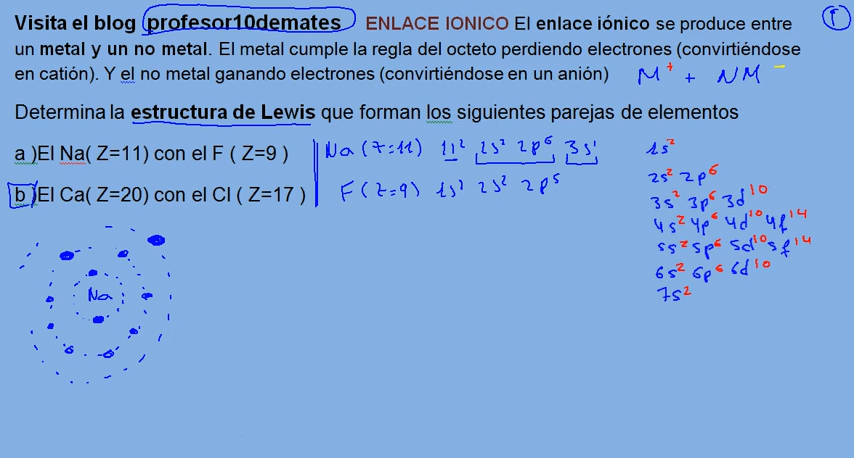 Visita el blog profesor10demates ENLACE IONICO El enlace iónico se produce entre
un metal y un no metal. El metal cumple la regla del octeto perdiendo electrones (convirtiéndose
en catión). Y el no metal ganando electrones (convirtiéndose en un anión) M⁺ + NM⁻
Determina la estructura de Lewis que forman los siguientes parejas de elementos
a )El Na( Z=11) con el F ( Z=9 )
b )El Ca( Z=20) con el Cl ( Z=17 )
Na (Z=11) 1s² 2s² 2p⁶ 3s¹
F (Z=9) 1s² 2s² 2p⁵
1s²
2s² 2p⁶
3s² 3p⁶ 3d¹⁰
4s² 4p⁶ 4d¹⁰ 4f¹⁴
5s² 5p⁶ 5d¹⁰ 5f¹⁴
6s² 6p⁶ 6d¹⁰
7s²
Na
1